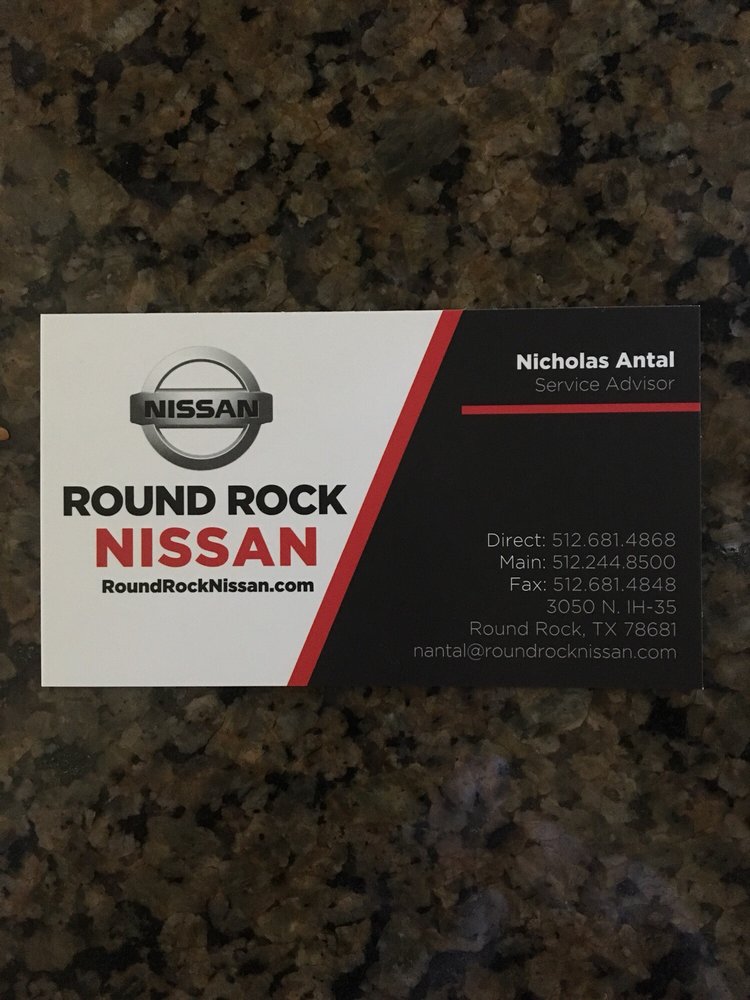 NISSAN
ROUND ROCK
NISSAN
RoundRockNissan.com
Nicholas Antal
Service Advisor
Direct: 512.681.4868
Main: 512.244.8500
Fax: 512.681.4848
3050 N. IH-35
Round Rock, TX 78681
nantal@roundrocknissan.com